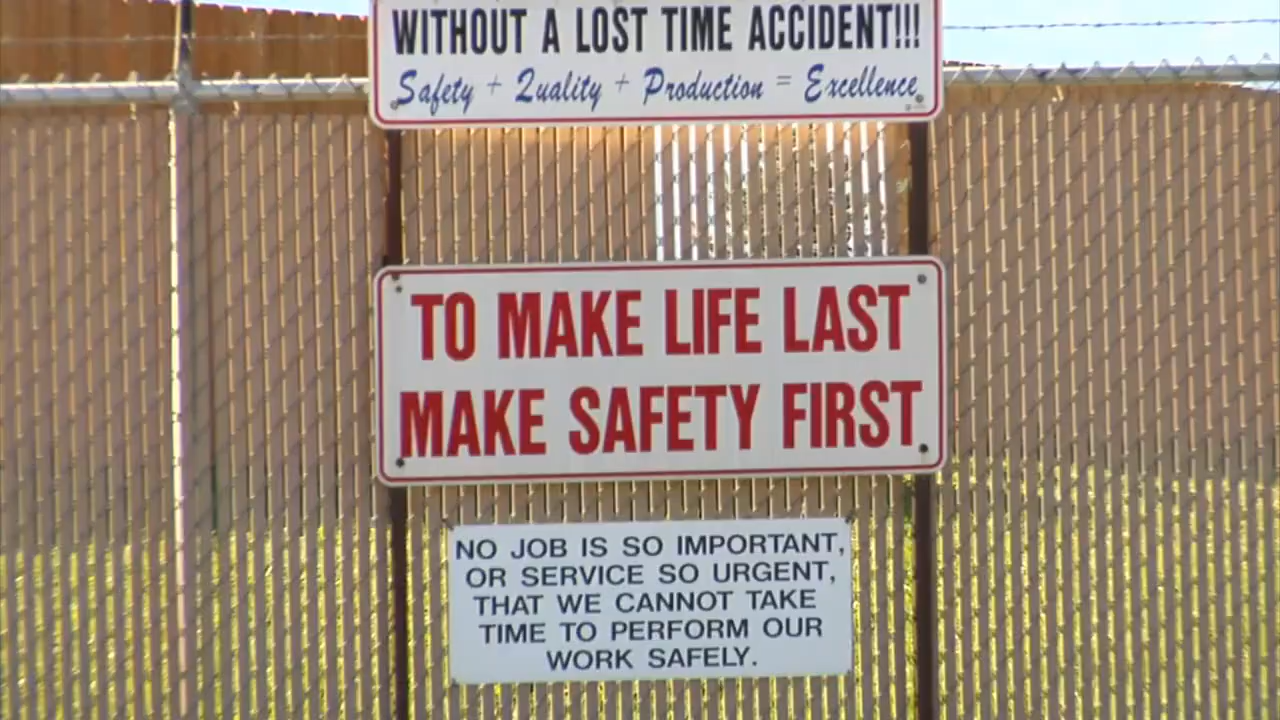 WITHOUT A LOST TIME ACCIDENT!!!
Safety + Quality + Production = Excellence
TO MAKE LIFE LAST
MAKE SAFETY FIRST
NO JOB IS SO IMPORTANT,
OR SERVICE SO URGENT,
THAT WE CANNOT TAKE
TIME TO PERFORM OUR
WORK SAFELY.